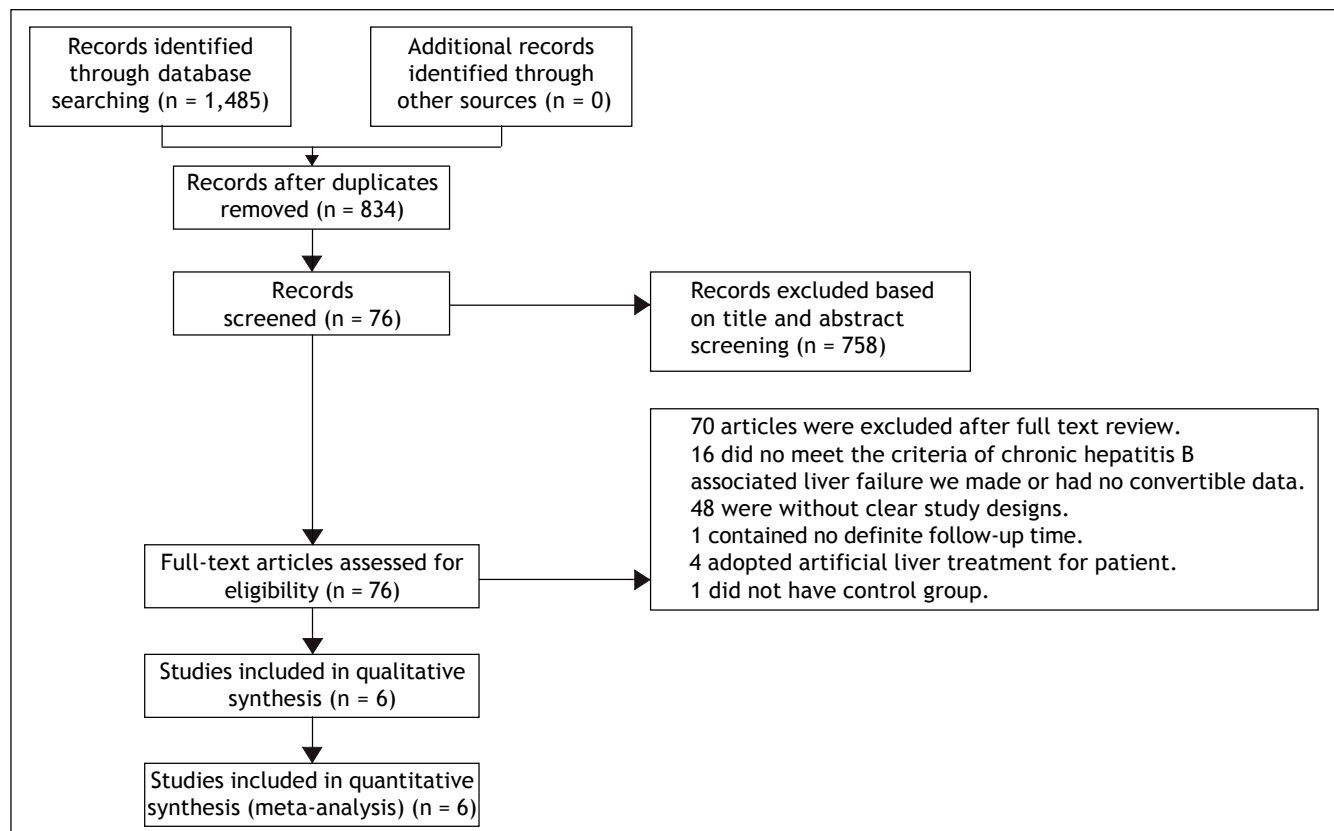 Records identified
through database
searching (n = 1,485)
Additional records
identified through
other sources (n = 0)
Records after duplicates
removed (n = 834)
Records
screened (n = 76)
Records excluded based
on title and abstract
screening (n = 758)
70 articles were excluded after full text review.
16 did no meet the criteria of chronic hepatitis B
associated liver failure we made or had no convertible data.
48 were without clear study designs.
1 contained no definite follow-up time.
4 adopted artificial liver treatment for patient.
1 did not have control group.
Full-text articles assessed for
eligibility (n = 76)
Studies included in qualitative
synthesis (n = 6)
Studies included in quantitative
synthesis (meta-analysis) (n = 6)